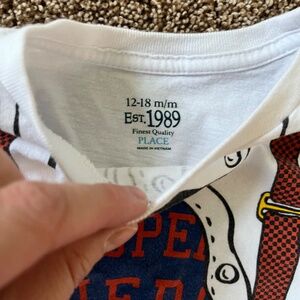 12-18 m/m
EST.1989
Finest Quality
PLACE
MADE IN VIETNAM